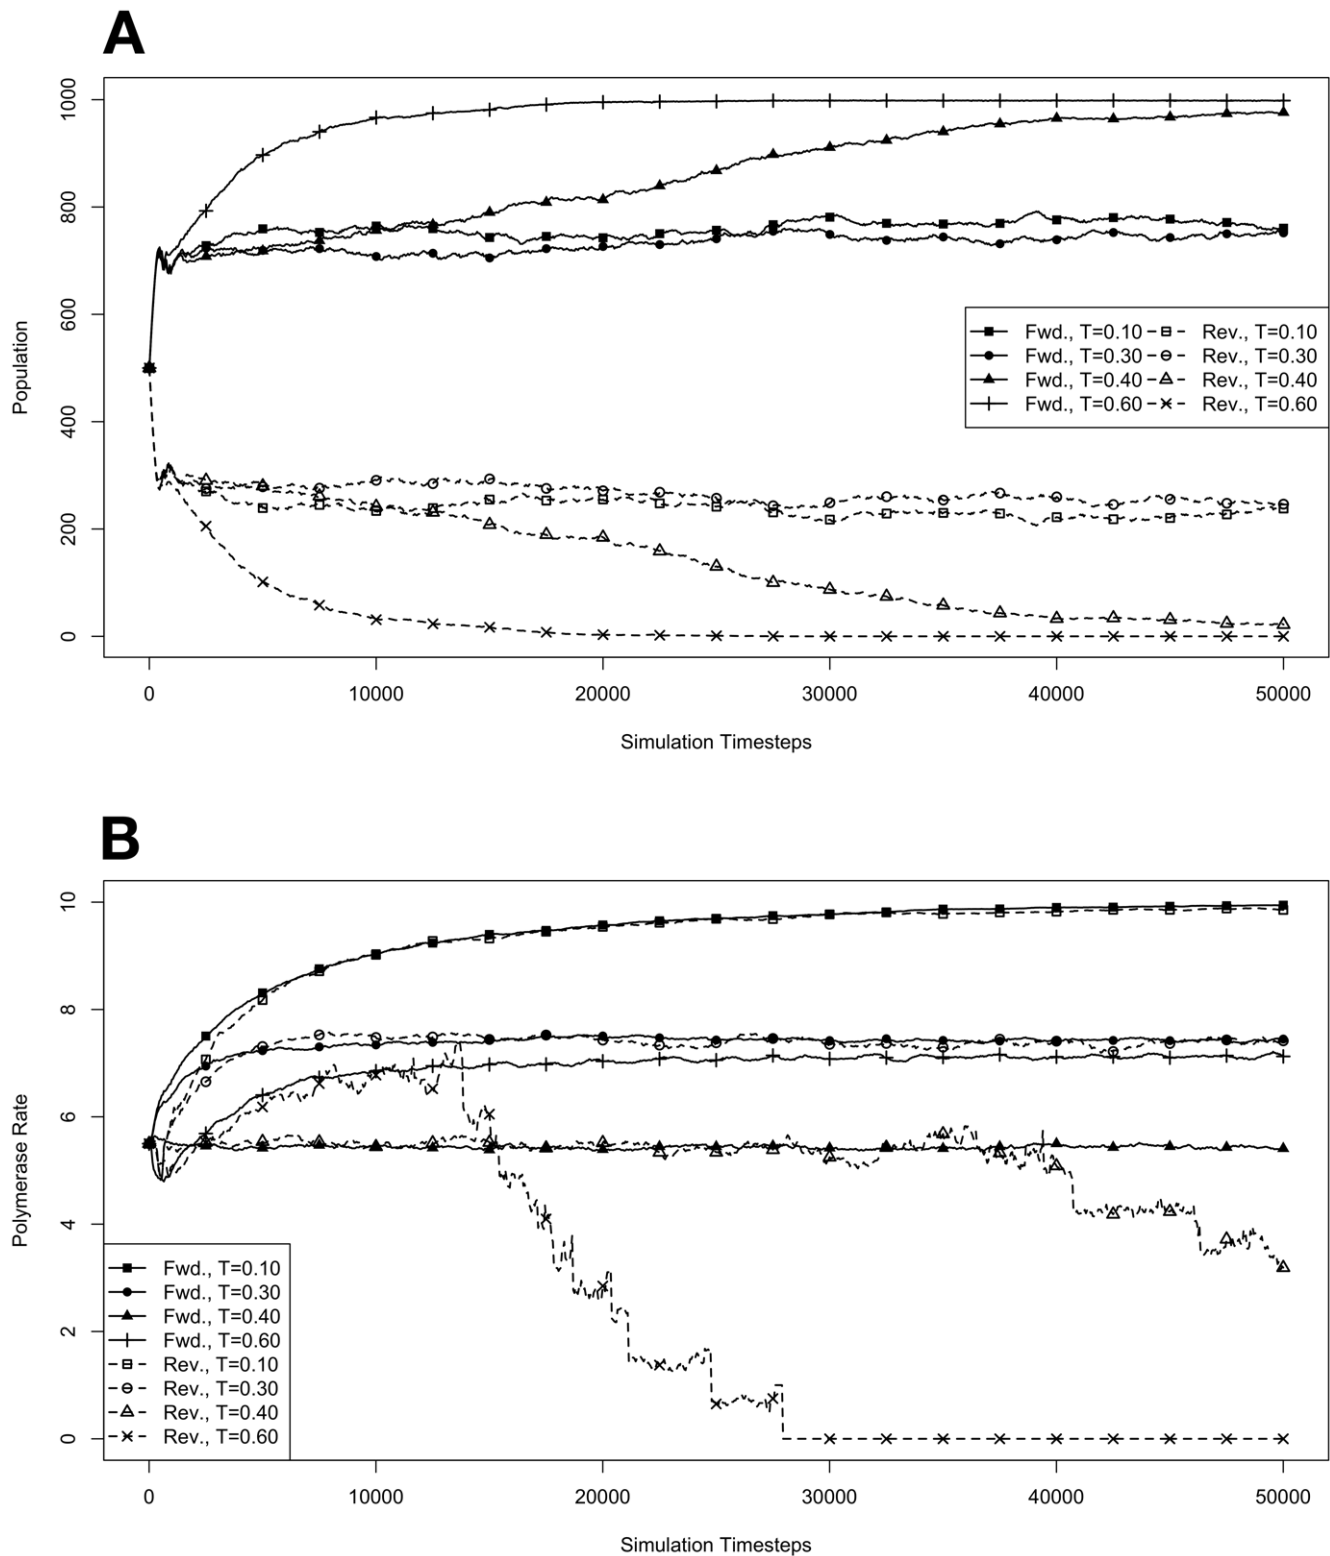 A
Population
1000
800
600
400
200
0
Fwd., T=0.10 Rev., T=0.10
Fwd., T=0.30 Rev., T=0.30
Fwd., T=0.40 Rev., T=0.40
Fwd., T=0.60 Rev., T=0.60
0 10000 20000 30000 40000 50000
Simulation Timesteps
B
Polymerase Rate
10
8
6
4
2
0
Fwd., T=0.10
Fwd., T=0.30
Fwd., T=0.40
Fwd., T=0.60
Rev., T=0.10
Rev., T=0.30
Rev., T=0.40
Rev., T=0.60
0 10000 20000 30000 40000 50000
Simulation Timesteps